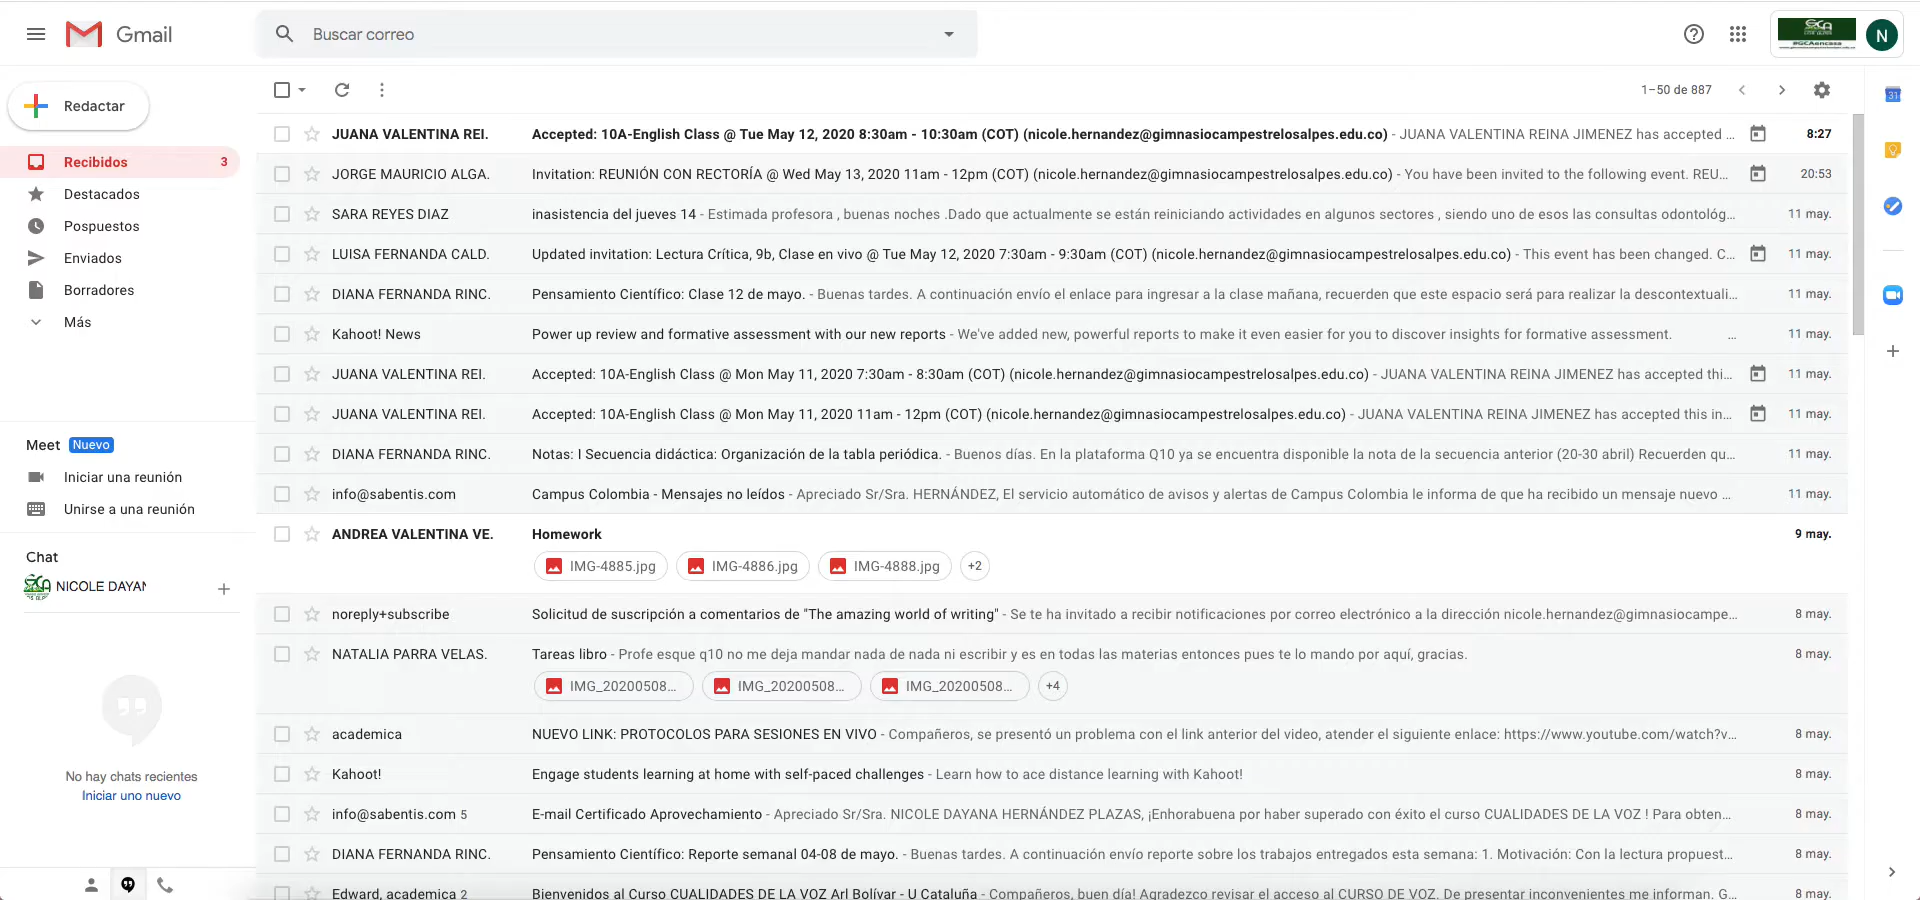 Gmail
Buscar correo
N
Redactar
1–50 de 887
Recibidos 3
Destacados
Pospuestos
Enviados
Borradores
Más
Meet Nuevo
Iniciar una reunión
Unirse a una reunión
Chat
NICOLE DAYAN
No hay chats recientes
Iniciar uno nuevo
JUANA VALENTINA REI. Accepted: 10A-English Class @ Tue May 12, 2020 8:30am - 10:30am (COT) (nicole.hernandez@gimnasiocampestrelosalpes.edu.co) - JUANA VALENTINA REINA JIMENEZ has accepted ... 8:27
JORGE MAURICIO ALGA. Invitation: REUNIÓN CON RECTORÍA @ Wed May 13, 2020 11am - 12pm (COT) (nicole.hernandez@gimnasiocampestrelosalpes.edu.co) - You have been invited to the following event. REU... 20:53
SARA REYES DIAZ inasistencia del jueves 14 - Estimada profesora , buenas noches .Dado que actualmente se están reiniciando actividades en algunos sectores , siendo uno de esos las consultas odontológ... 11 may.
LUISA FERNANDA CALD. Updated invitation: Lectura Crítica, 9b, Clase en vivo @ Tue May 12, 2020 7:30am - 9:30am (COT) (nicole.hernandez@gimnasiocampestrelosalpes.edu.co) - This event has been changed. C... 11 may.
DIANA FERNANDA RINC. Pensamiento Científico: Clase 12 de mayo. - Buenas tardes. A continuación envío el enlace para ingresar a la clase mañana, recuerden que este espacio será para realizar la descontextuali... 11 may.
Kahoot! News Power up review and formative assessment with our new reports - We've added new, powerful reports to make it even easier for you to discover insights for formative assessment. ... 11 may.
JUANA VALENTINA REI. Accepted: 10A-English Class @ Mon May 11, 2020 7:30am - 8:30am (COT) (nicole.hernandez@gimnasiocampestrelosalpes.edu.co) - JUANA VALENTINA REINA JIMENEZ has accepted thi... 11 may.
JUANA VALENTINA REI. Accepted: 10A-English Class @ Mon May 11, 2020 11am - 12pm (COT) (nicole.hernandez@gimnasiocampestrelosalpes.edu.co) - JUANA VALENTINA REINA JIMENEZ has accepted this in... 11 may.
DIANA FERNANDA RINC. Notas: I Secuencia didáctica: Organización de la tabla periódica. - Buenos días. En la plataforma Q10 ya se encuentra disponible la nota de la secuencia anterior (20-30 abril) Recuerden qu... 11 may.
info@sabentis.com Campus Colombia - Mensajes no leídos - Apreciado Sr/Sra. HERNÁNDEZ, El servicio automático de avisos y alertas de Campus Colombia le informa de que ha recibido un mensaje nuevo ... 11 may.
ANDREA VALENTINA VE. Homework 9 may.
IMG-4885.jpg IMG-4886.jpg IMG-4888.jpg +2
noreply+subscribe Solicitud de suscripción a comentarios de "The amazing world of writing" - Se te ha invitado a recibir notificaciones por correo electrónico a la dirección nicole.hernandez@gimnasiocampe... 8 may.
NATALIA PARRA VELAS. Tareas libro - Profe esque q10 no me deja mandar nada de nada ni escribir y es en todas las materias entonces pues te lo mando por aquí, gracias. 8 may.
IMG_20200508... IMG_20200508... IMG_20200508... +4
academica NUEVO LINK: PROTOCOLOS PARA SESIONES EN VIVO - Compañeros, se presentó un problema con el link anterior del video, atender el siguiente enlace: https://www.youtube.com/watch?v... 8 may.
Kahoot! Engage students learning at home with self-paced challenges - Learn how to ace distance learning with Kahoot! 8 may.
info@sabentis.com 5 E-mail Certificado Aprovechamiento - Apreciado Sr/Sra. NICOLE DAYANA HERNÁNDEZ PLAZAS, ¡Enhorabuena por haber superado con éxito el curso CUALIDADES DE LA VOZ ! Para obten... 8 may.
DIANA FERNANDA RINC. Pensamiento Científico: Reporte semanal 04-08 de mayo. - Buenas tardes. A continuación envío reporte sobre los trabajos entregados esta semana: 1. Motivación: Con la lectura propuest... 8 may.
Edward, academica 2 Bienvenidos al Curso CUALIDADES DE LA VOZ Arl Bolívar - U Cataluña - Compañeros, buen día! Agradezco revisar el acceso al CURSO DE VOZ. De presentar inconvenientes me informan. G... 8 may.